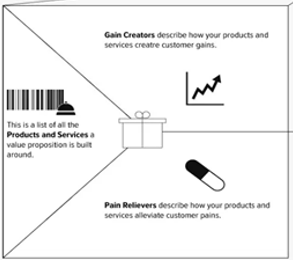 Gain Creators describe how your products and
services creatre customer gains.
This is a list of all the
Products and Services a
value proposition is built
around.
Pain Relievers describe how your products and
services alleviate customer pains.